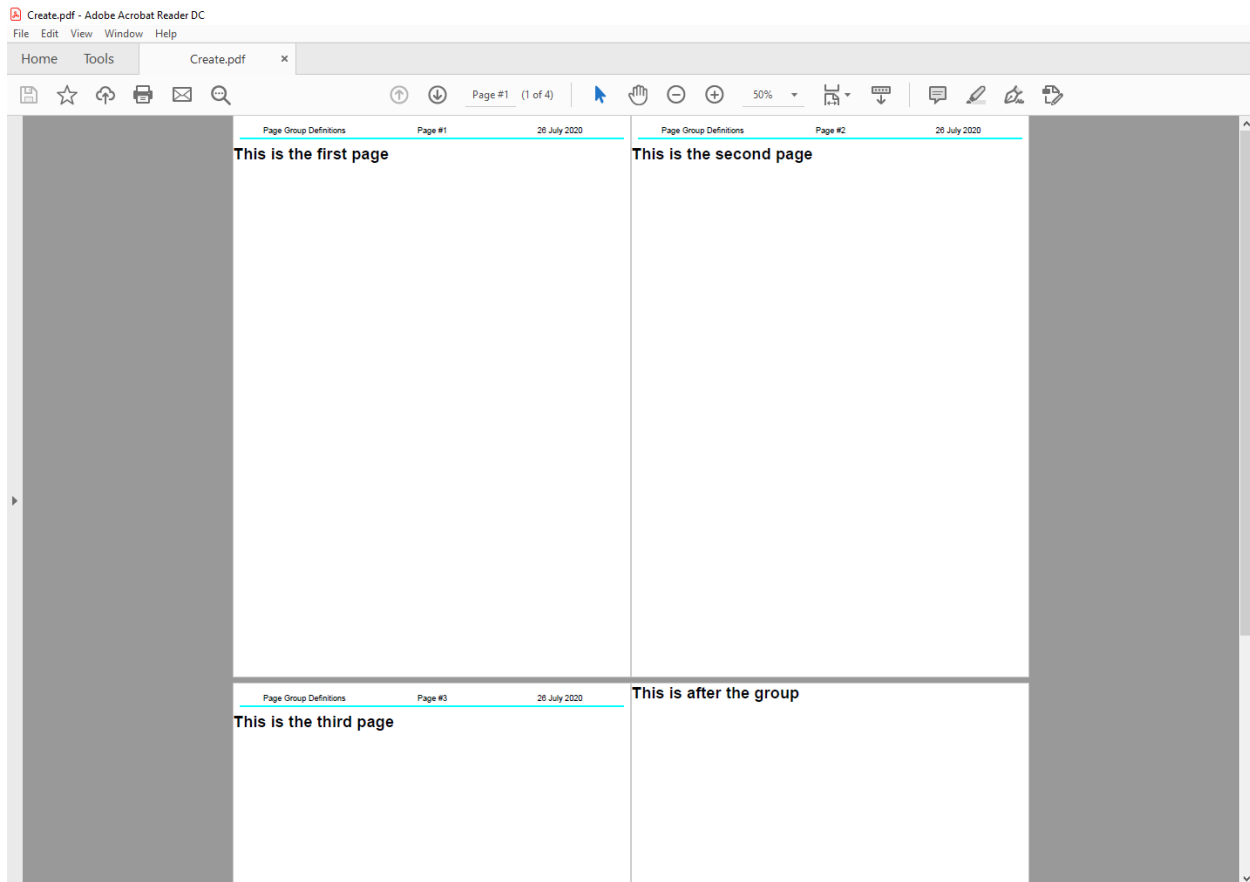 Create.pdf - Adobe Acrobat Reader DC
File Edit View Window Help
Home Tools Create.pdf ×
Page #1 (1 of 4) 50%
Page Group Definitions Page #1 26 July 2020
This is the first page
Page Group Definitions Page #2 26 July 2020
This is the second page
Page Group Definitions Page #3 26 July 2020
This is the third page
This is after the group